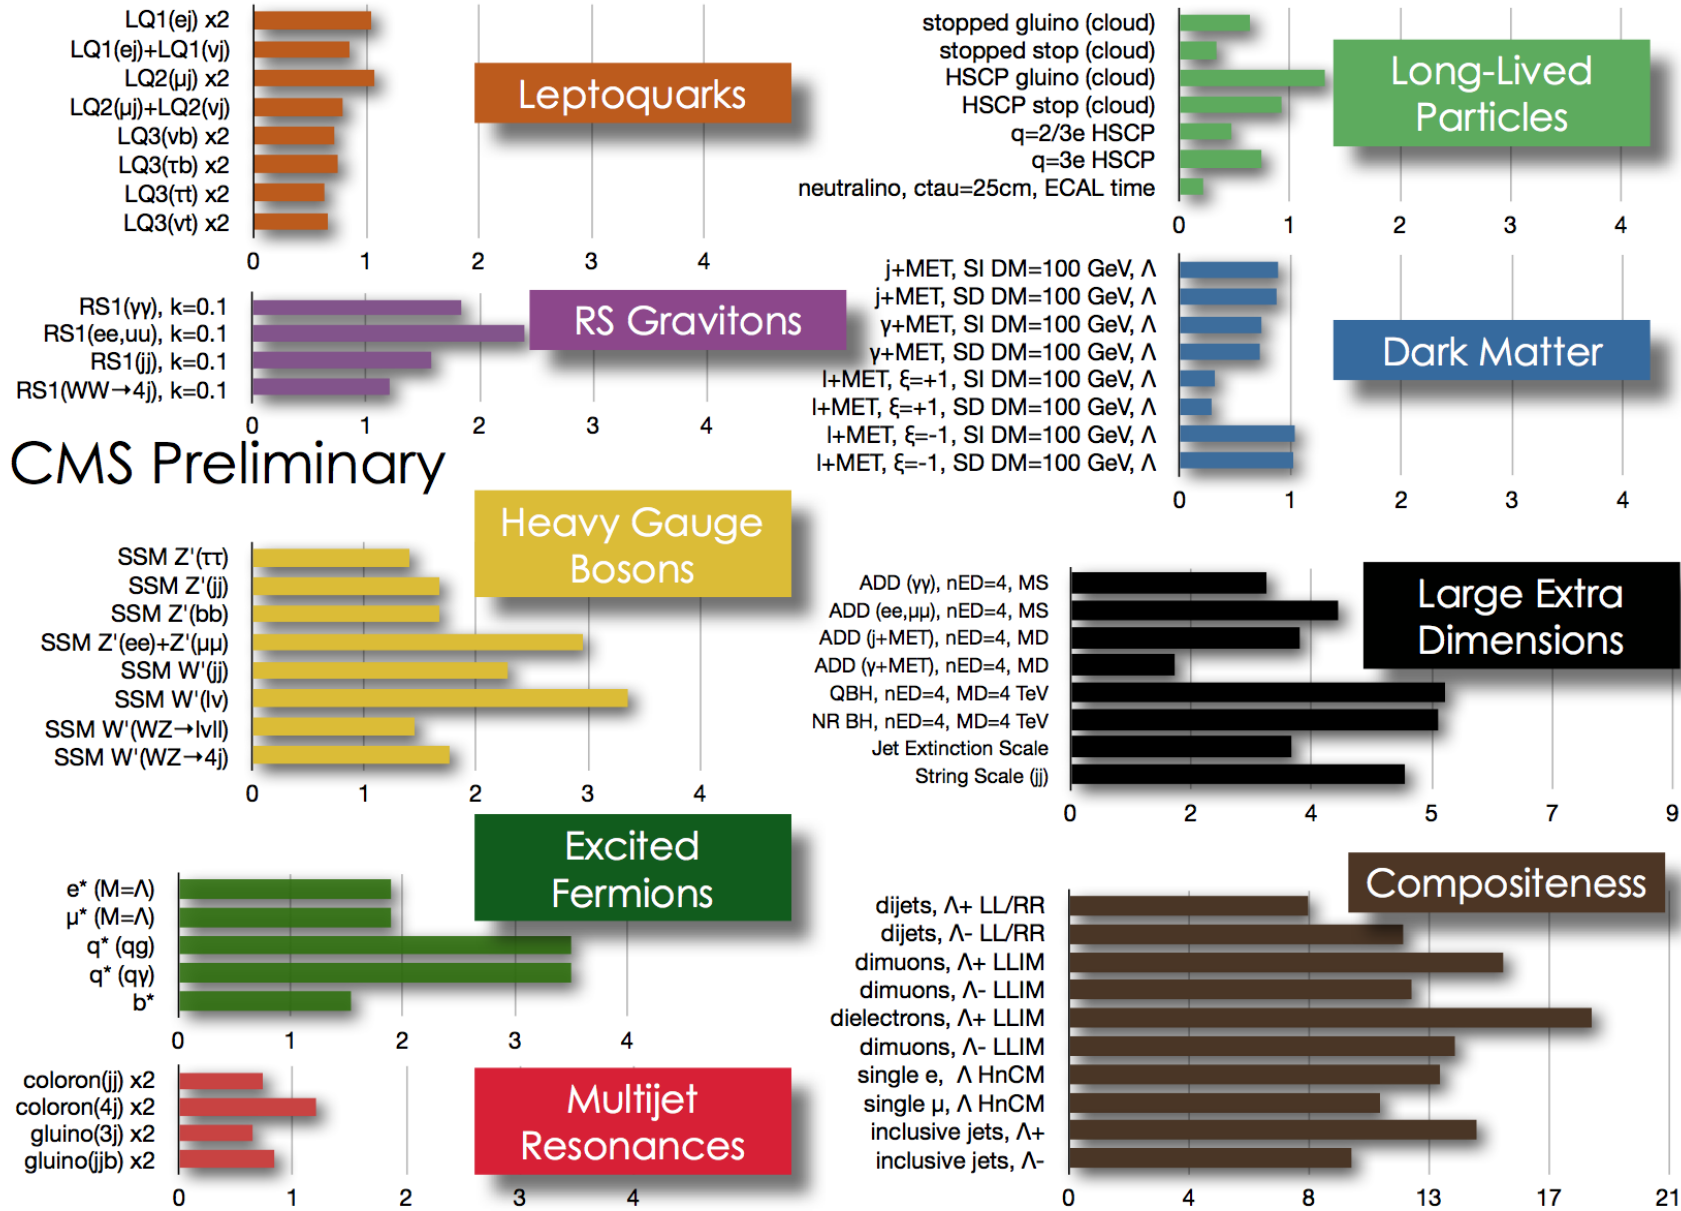 LQ1(ej) x2
LQ1(ej)+LQ1(νj)
LQ2(μj) x2
LQ2(μj)+LQ2(νj)
LQ3(νb) x2
LQ3(τb) x2
LQ3(τt) x2
LQ3(vt) x2
0 1 2 3 4
Leptoquarks
RS1(γγ), k=0.1
RS1(ee,uu), k=0.1
RS1(jj), k=0.1
RS1(WW→4j), k=0.1
0 1 2 3 4
RS Gravitons
CMS Preliminary
Heavy Gauge
Bosons
SSM Z'(ττ)
SSM Z'(jj)
SSM Z'(bb)
SSM Z'(ee)+Z'(μμ)
SSM W'(jj)
SSM W'(lv)
SSM W'(WZ→lvll)
SSM W'(WZ→4j)
0 1 2 3 4
Excited
Fermions
e* (M=Λ)
μ* (M=Λ)
q* (qg)
q* (qγ)
b*
0 1 2 3 4
coloron(jj) x2
coloron(4j) x2
gluino(3j) x2
gluino(jjb) x2
0 1 2 3 4
Multijet
Resonances
stopped gluino (cloud)
stopped stop (cloud)
HSCP gluino (cloud)
HSCP stop (cloud)
q=2/3e HSCP
q=3e HSCP
neutralino, ctau=25cm, ECAL time
0 1 2 3 4
Long-Lived
Particles
j+MET, SI DM=100 GeV, Λ
j+MET, SD DM=100 GeV, Λ
γ+MET, SI DM=100 GeV, Λ
γ+MET, SD DM=100 GeV, Λ
l+MET, ξ=+1, SI DM=100 GeV, Λ
l+MET, ξ=+1, SD DM=100 GeV, Λ
l+MET, ξ=-1, SI DM=100 GeV, Λ
l+MET, ξ=-1, SD DM=100 GeV, Λ
0 1 2 3 4
Dark Matter
ADD (γγ), nED=4, MS
ADD (ee,μμ), nED=4, MS
ADD (j+MET), nED=4, MD
ADD (γ+MET), nED=4, MD
QBH, nED=4, MD=4 TeV
NR BH, nED=4, MD=4 TeV
Jet Extinction Scale
String Scale (jj)
0 2 4 5 7 9
Large Extra
Dimensions
Compositeness
dijets, Λ+ LL/RR
dijets, Λ- LL/RR
dimuons, Λ+ LLIM
dimuons, Λ- LLIM
dielectrons, Λ+ LLIM
dimuons, Λ- LLIM
single e, Λ HnCM
single μ, Λ HnCM
inclusive jets, Λ+
inclusive jets, Λ-
0 4 8 13 17 21